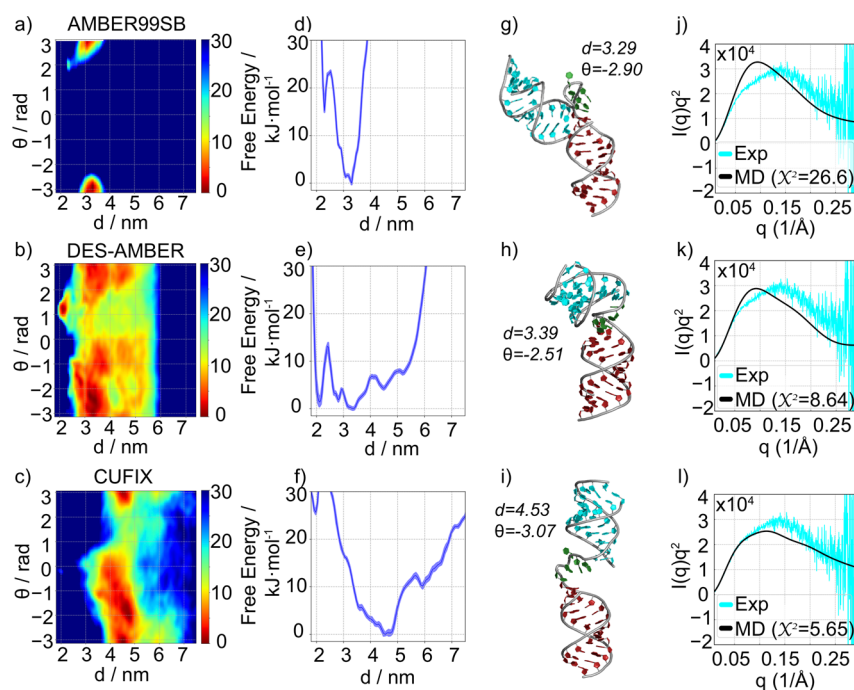 a) AMBER99SB
3
2
1
0
−1
−2
−3
θ / rad
2 3 4 5 6 7
d / nm
30
20
10
0
Free Energy /
kJ·mol-1
d)
30
20
10
0
2 3 4 5 6 7
d / nm
g)
d=3.29
θ=-2.90
j)
x10⁴
4
3
2
1
0
−1
−2
I(q)q²
Exp
MD (χ²=26.6)
0.05 0.15 0.25
q (1/Å)
b) DES-AMBER
3
2
1
0
−1
−2
−3
θ / rad
2 3 4 5 6 7
d / nm
30
20
10
0
Free Energy /
kJ·mol-1
e)
30
20
10
0
2 3 4 5 6 7
d / nm
h)
d=3.39
θ=-2.51
k)
x10⁴
4
3
2
1
0
−1
−2
I(q)q²
Exp
MD (χ²=8.64)
0.05 0.15 0.25
q (1/Å)
c) CUFIX
3
2
1
0
−1
−2
−3
θ / rad
2 3 4 5 6 7
d / nm
30
20
10
0
Free Energy /
kJ·mol-1
f)
30
20
10
0
2 3 4 5 6 7
d / nm
i)
d=4.53
θ=-3.07
l)
x10⁴
4
3
2
1
0
−1
−2
I(q)q²
Exp
MD (χ²=5.65)
0.05 0.15 0.25
q (1/Å)